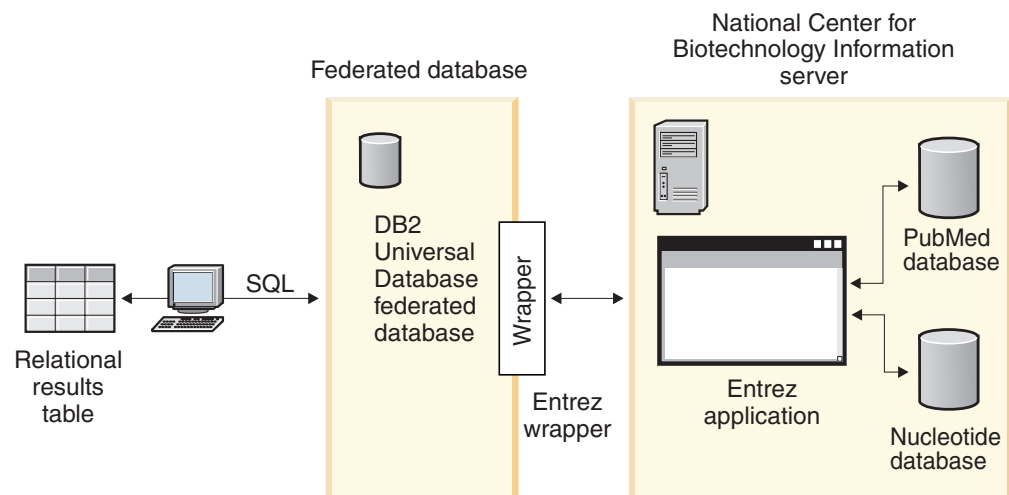 National Center for
Biotechnology Information
server
Federated database
DB2
Universal
Database
federated
database
SQL
Wrapper
Relational
results
table
Entrez
wrapper
Entrez
application
PubMed
database
Nucleotide
database